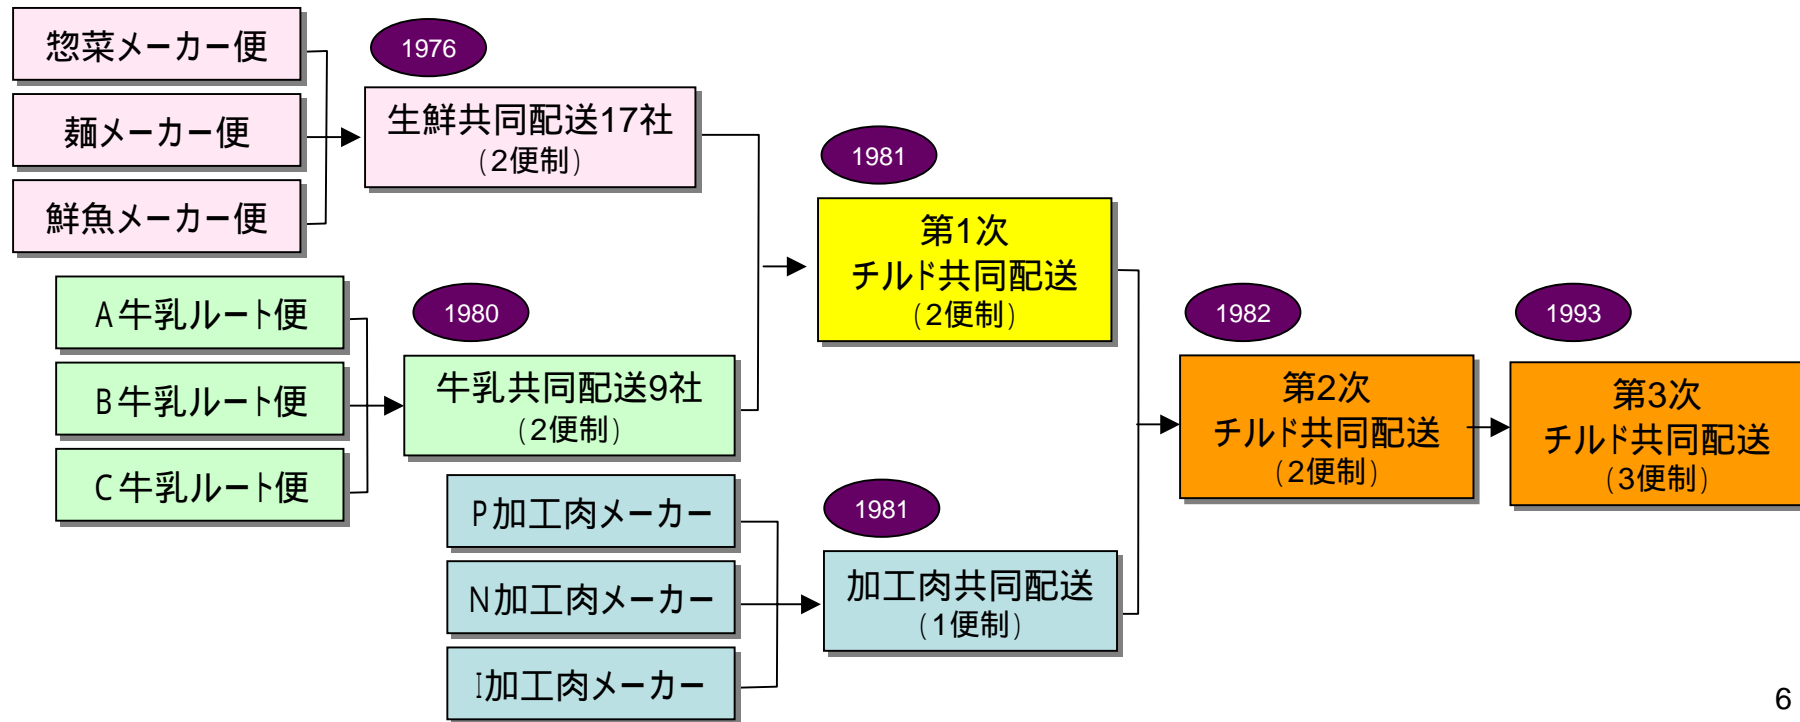 惣菜メーカー便
麺メーカー便
鮮魚メーカー便
1976
生鮮共同配送17社
(2便制)
A牛乳ルート便
B牛乳ルート便
C牛乳ルート便
1980
牛乳共同配送9社
(2便制)
1981
第1次
チルド共同配送
(2便制)
P加工肉メーカー
N加工肉メーカー
I加工肉メーカー
1981
加工肉共同配送
(1便制)
1982
第2次
チルド共同配送
(2便制)
1993
第3次
チルド共同配送
(3便制)
6